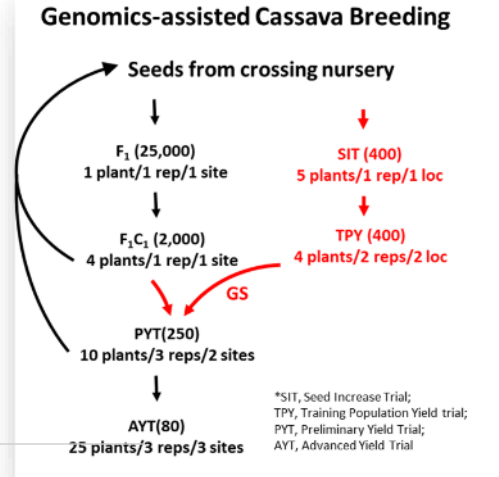 Genomics-assisted Cassava Breeding
Seeds from crossing nursery
F₁ (25,000)
1 plant/1 rep/1 site
F₁C₁ (2,000)
4 plants/1 rep/1 site
SIT (400)
5 plants/1 rep/1 loc
TPY (400)
4 plants/2 reps/2 loc
GS
PYT(250)
10 plants/3 reps/2 sites
AYT(80)
25 plants/3 reps/3 sites
*SIT, Seed Increase Trial;
TPY, Training Population Yield trial;
PYT, Preliminary Yield Trial;
AYT, Advanced Yield Trial